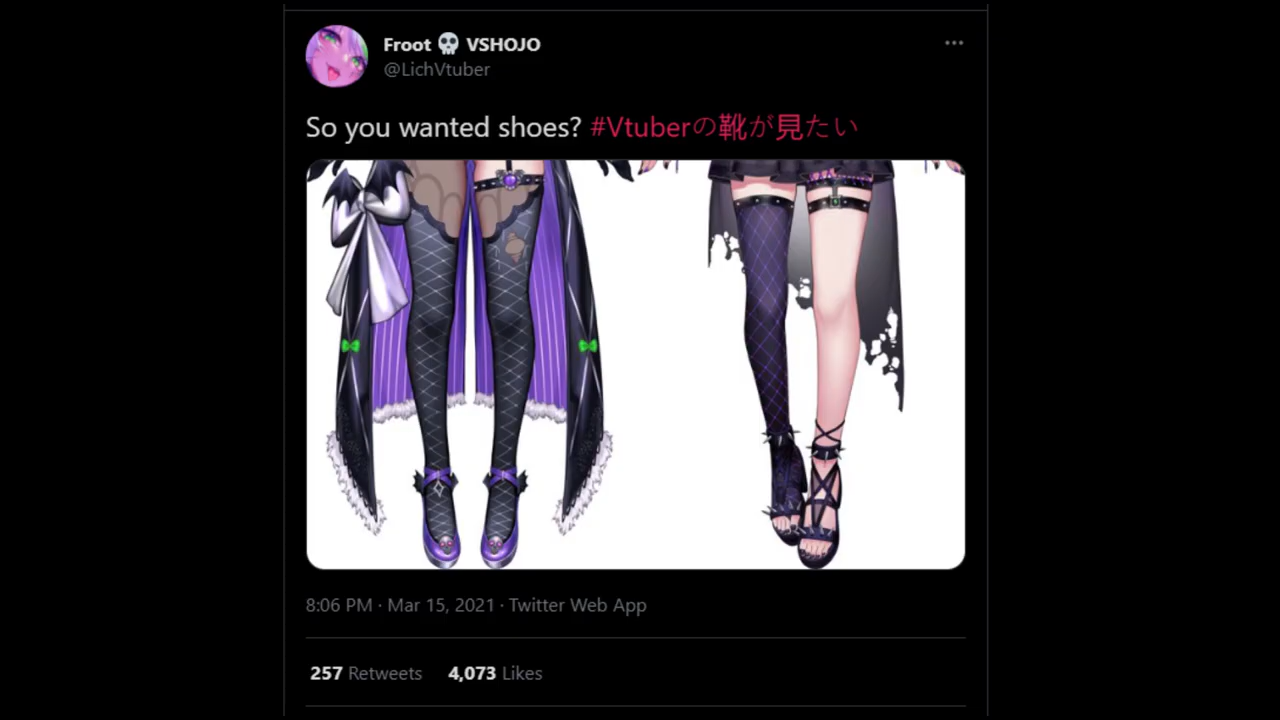 Froot 💀 VSHOJO
@LichVtuber
So you wanted shoes? #Vtuberの靴が見たい
8:06 PM · Mar 15, 2021 · Twitter Web App
257 Retweets 4,073 Likes